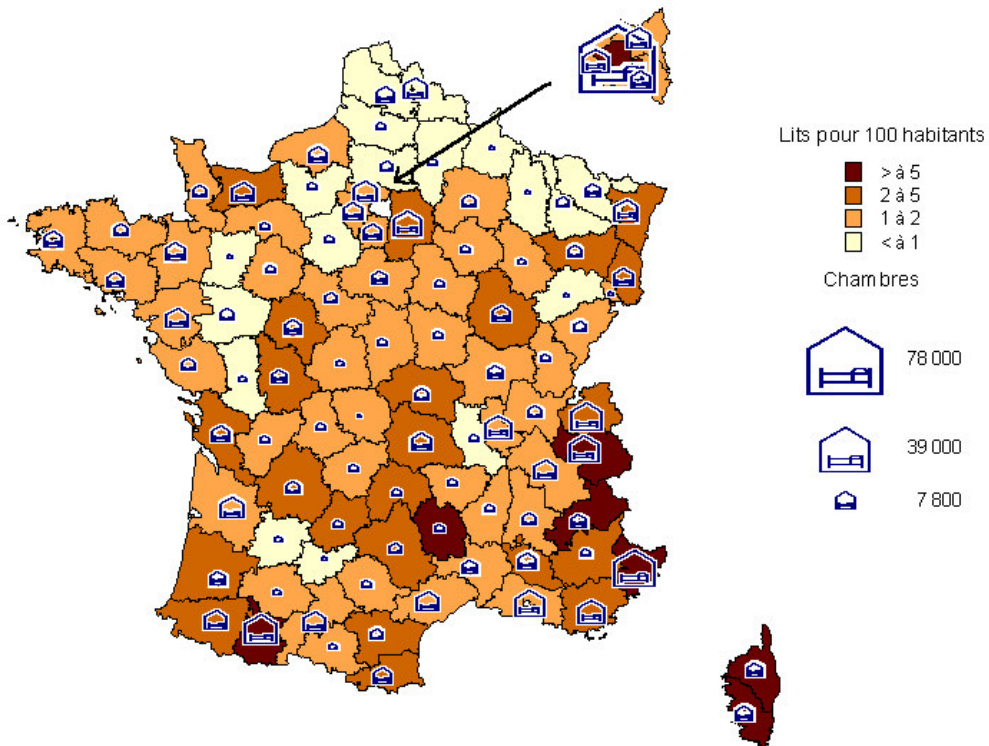 Lits pour 100 habitants
> à 5
2 à 5
1 à 2
< à 1
Chambres
78 000
39 000
7 800